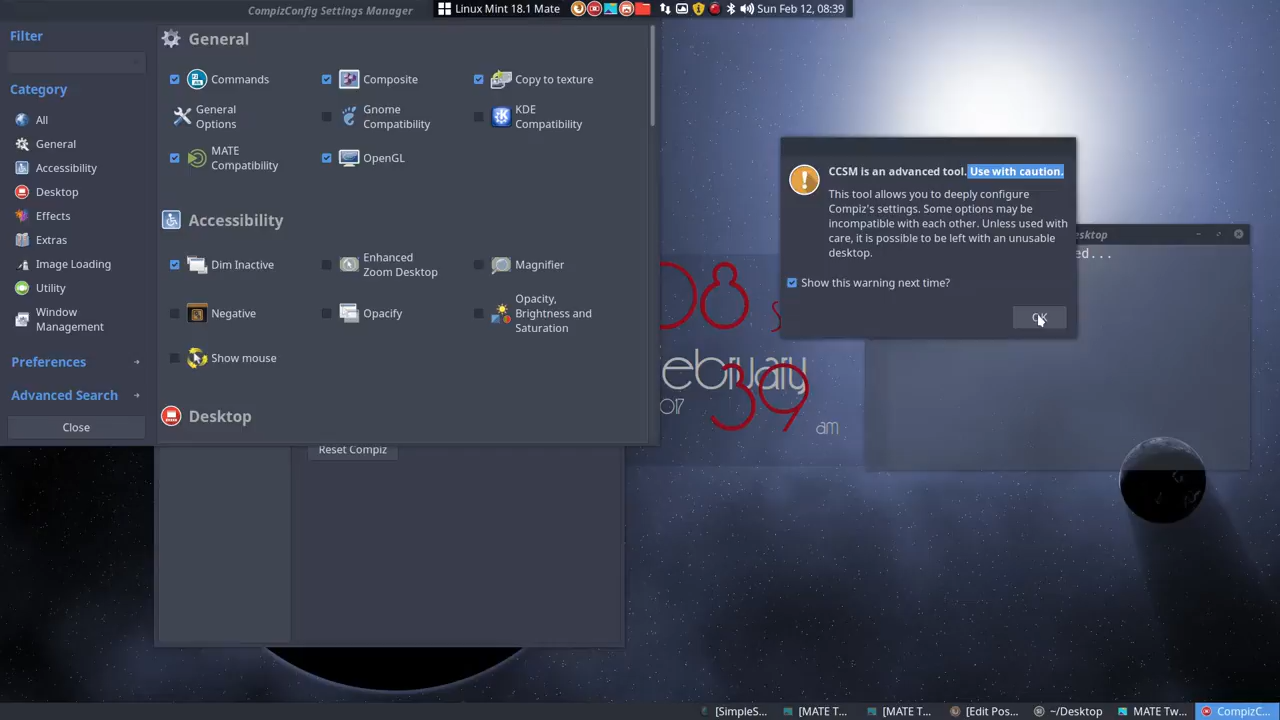 CompizConfig Settings Manager
Linux Mint 18.1 Mate
Sun Feb 12, 08:39
Filter
Category
All
General
Accessibility
Desktop
Effects
Extras
Image Loading
Utility
Window
Management
Preferences
Advanced Search
Close
General
Commands
Composite
Copy to texture
General
Options
Gnome
Compatibility
KDE
Compatibility
MATE
Compatibility
OpenGL
Accessibility
Dim Inactive
Enhanced
Zoom Desktop
Magnifier
Negative
Opacify
Opacity,
Brightness and
Saturation
Show mouse
Desktop
Reset Compiz
CCSM is an advanced tool. Use with caution.
This tool allows you to deeply configure
Compiz's settings. Some options may be
incompatible with each other. Unless used with
care, it is possible to be left with an unusable
desktop.
Show this warning next time?
OK
esktop
ed...
08
ebruary
017
39
am
[SimpleS...
[MATE T...
[MATE T...
[Edit Pos...
~/Desktop
MATE Tw...
CompizC...